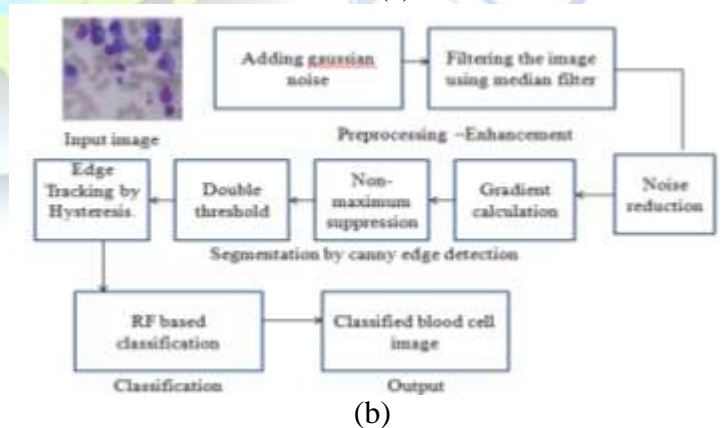 Adding gaussian
noise
Filtering the image
using median filter
Input image
Preprocessing –Enhancement
Edge
Tracking by
Hysteresis.
Double
threshold
Non-
maximum
suppression
Gradient
calculation
Noise
reduction
Segmentation by canny edge detection
RF based
classification
Classified blood cell
image
Classification
Output
(b)